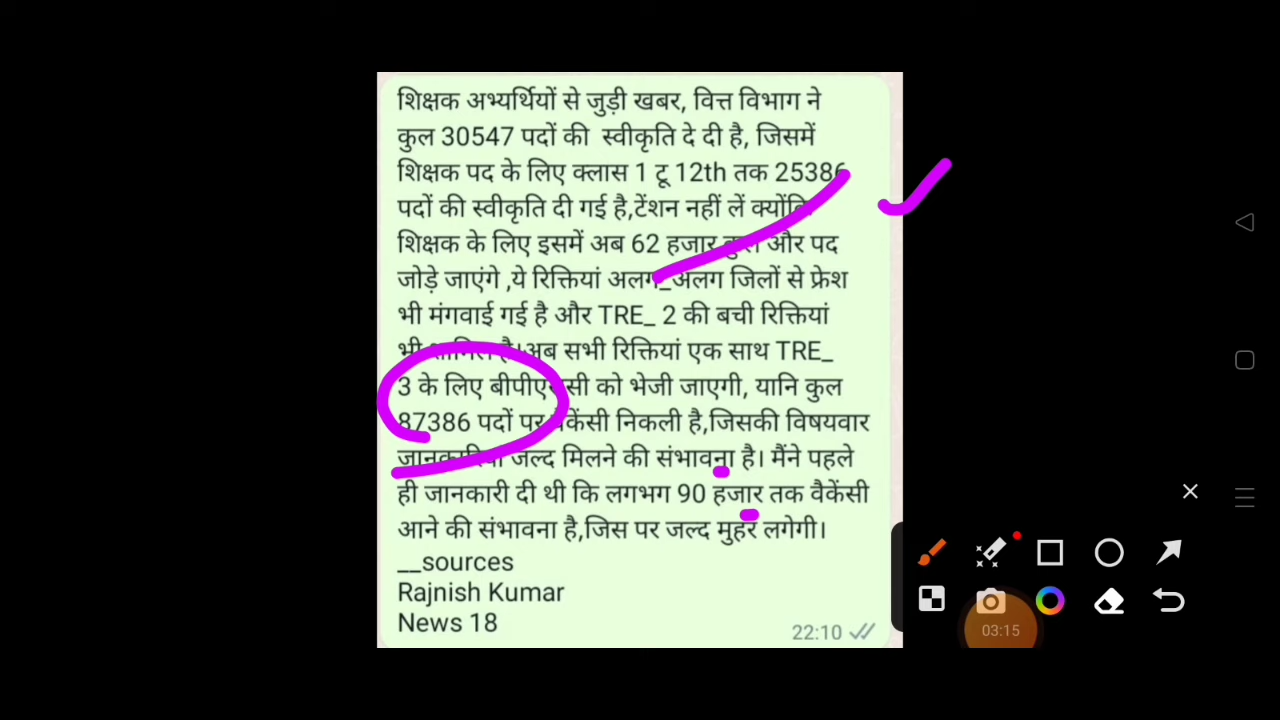 शिक्षक अभ्यर्थियों से जुड़ी खबर, वित्त विभाग ने
कुल 30547 पदों की स्वीकृति दे दी है, जिसमें
शिक्षक पद के लिए क्लास 1 टू 12th तक 25386
पदों की स्वीकृति दी गई है,टेंशन नहीं लें क्योंकि
शिक्षक के लिए इसमें अब 62 हजार कुल और पद
जोड़े जाएंगे ,ये रिक्तियां अलग_अलग जिलों से फ्रेश
भी मंगवाई गई है और TRE_ 2 की बची रिक्तियां
भी शामिल है।अब सभी रिक्तियां एक साथ TRE_
3 के लिए बीपीएससी को भेजी जाएगी, यानि कुल
87386 पदों पर वैकेंसी निकली है,जिसकी विषयवार
जानकारियां जल्द मिलने की संभावना है। मैंने पहले
ही जानकारी दी थी कि लगभग 90 हजार तक वैकेंसी
आने की संभावना है,जिस पर जल्द मुहर लगेगी।
__sources
Rajnish Kumar
News 18
22:10
03:15